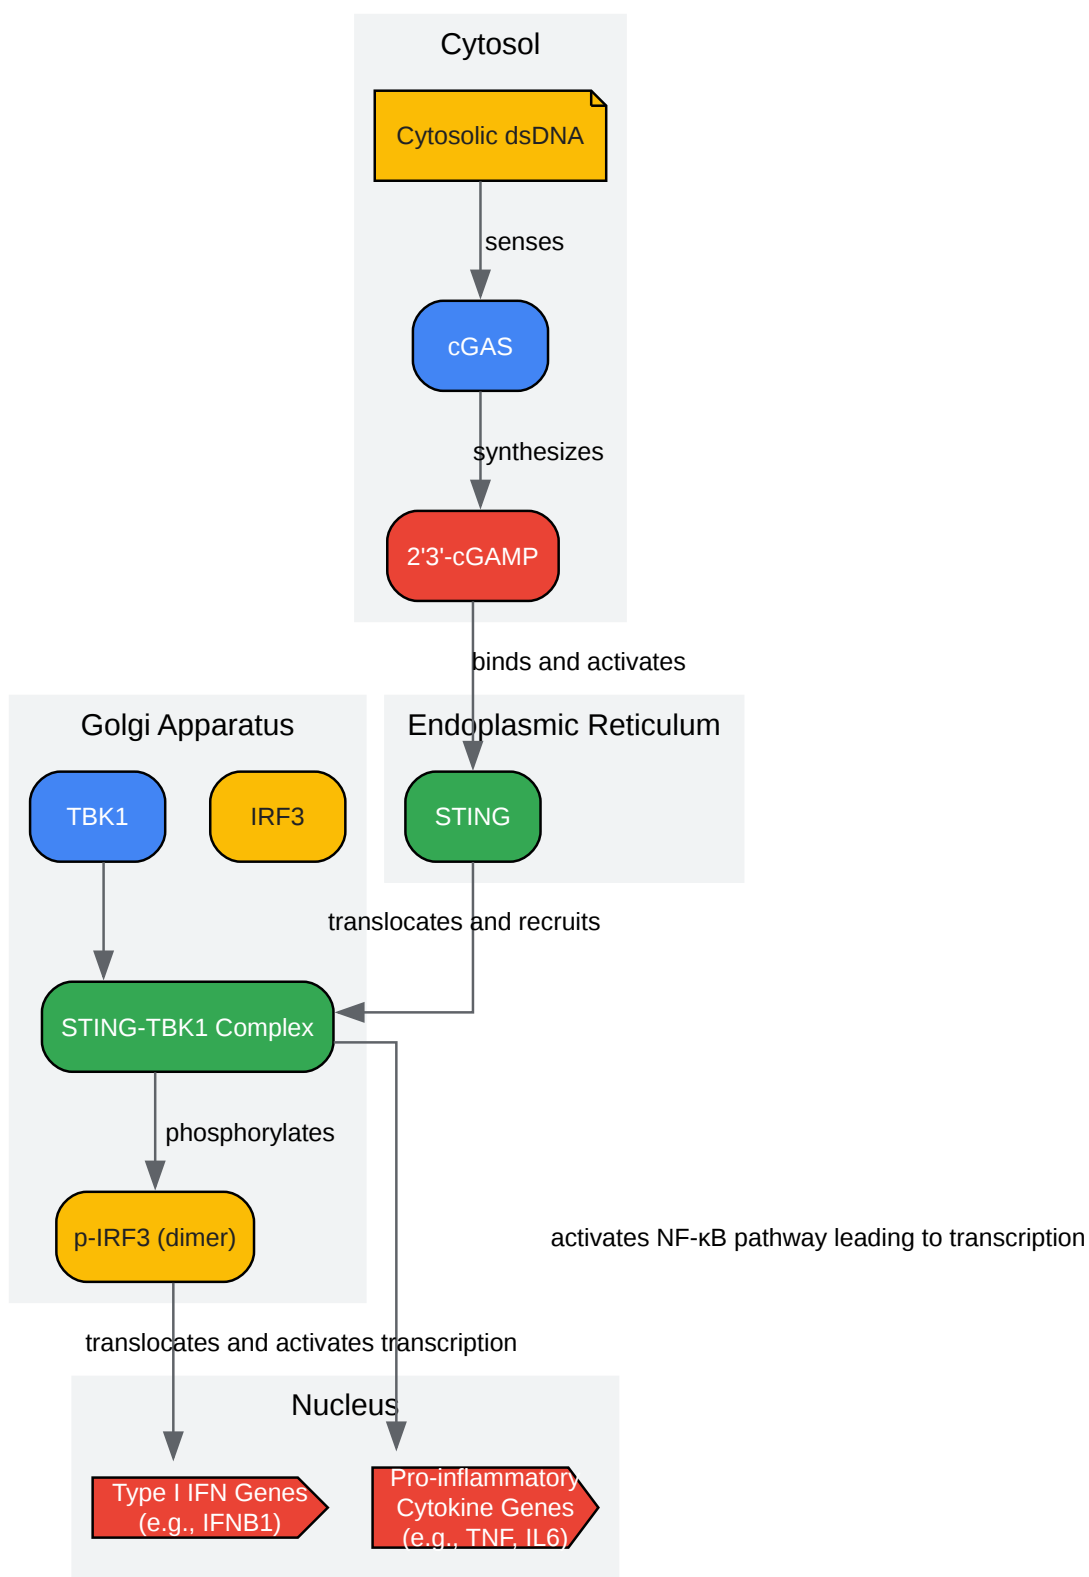 Cytosol
Cytosolic dsDNA
senses
cGAS
synthesizes
2'3'-cGAMP
binds and activates
Golgi Apparatus
Endoplasmic Reticulum
TBK1
IRF3
STING
translocates and recruits
STING-TBK1 Complex
phosphorylates
p-IRF3 (dimer)
activates NF-κB pathway leading to transcription
translocates and activates transcription
Nucleus
Type I IFN Genes
(e.g., IFNB1)
Pro-inflammatory
Cytokine Genes
(e.g., TNF, IL6)